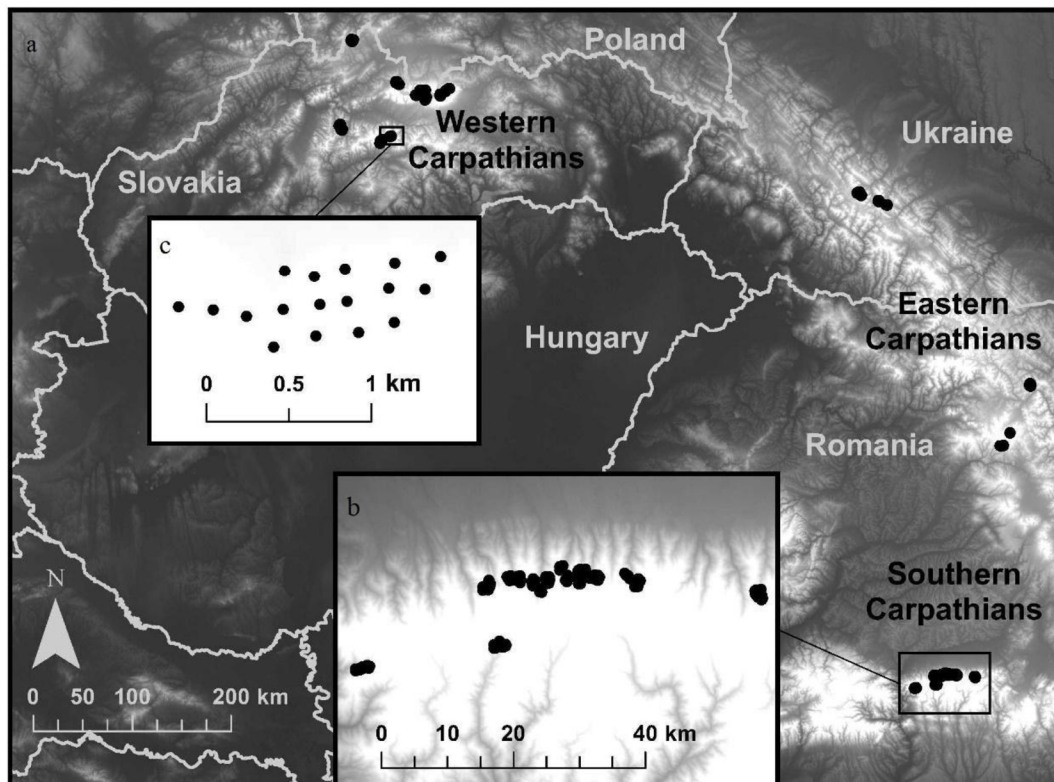 a
Poland
Ukraine
Western
Carpathians
Slovakia
c
0 0.5 1 km
Hungary
Eastern
Carpathians
Romania
b
0 20 40 km
Southern
Carpathians
N
0 50 100 200 km